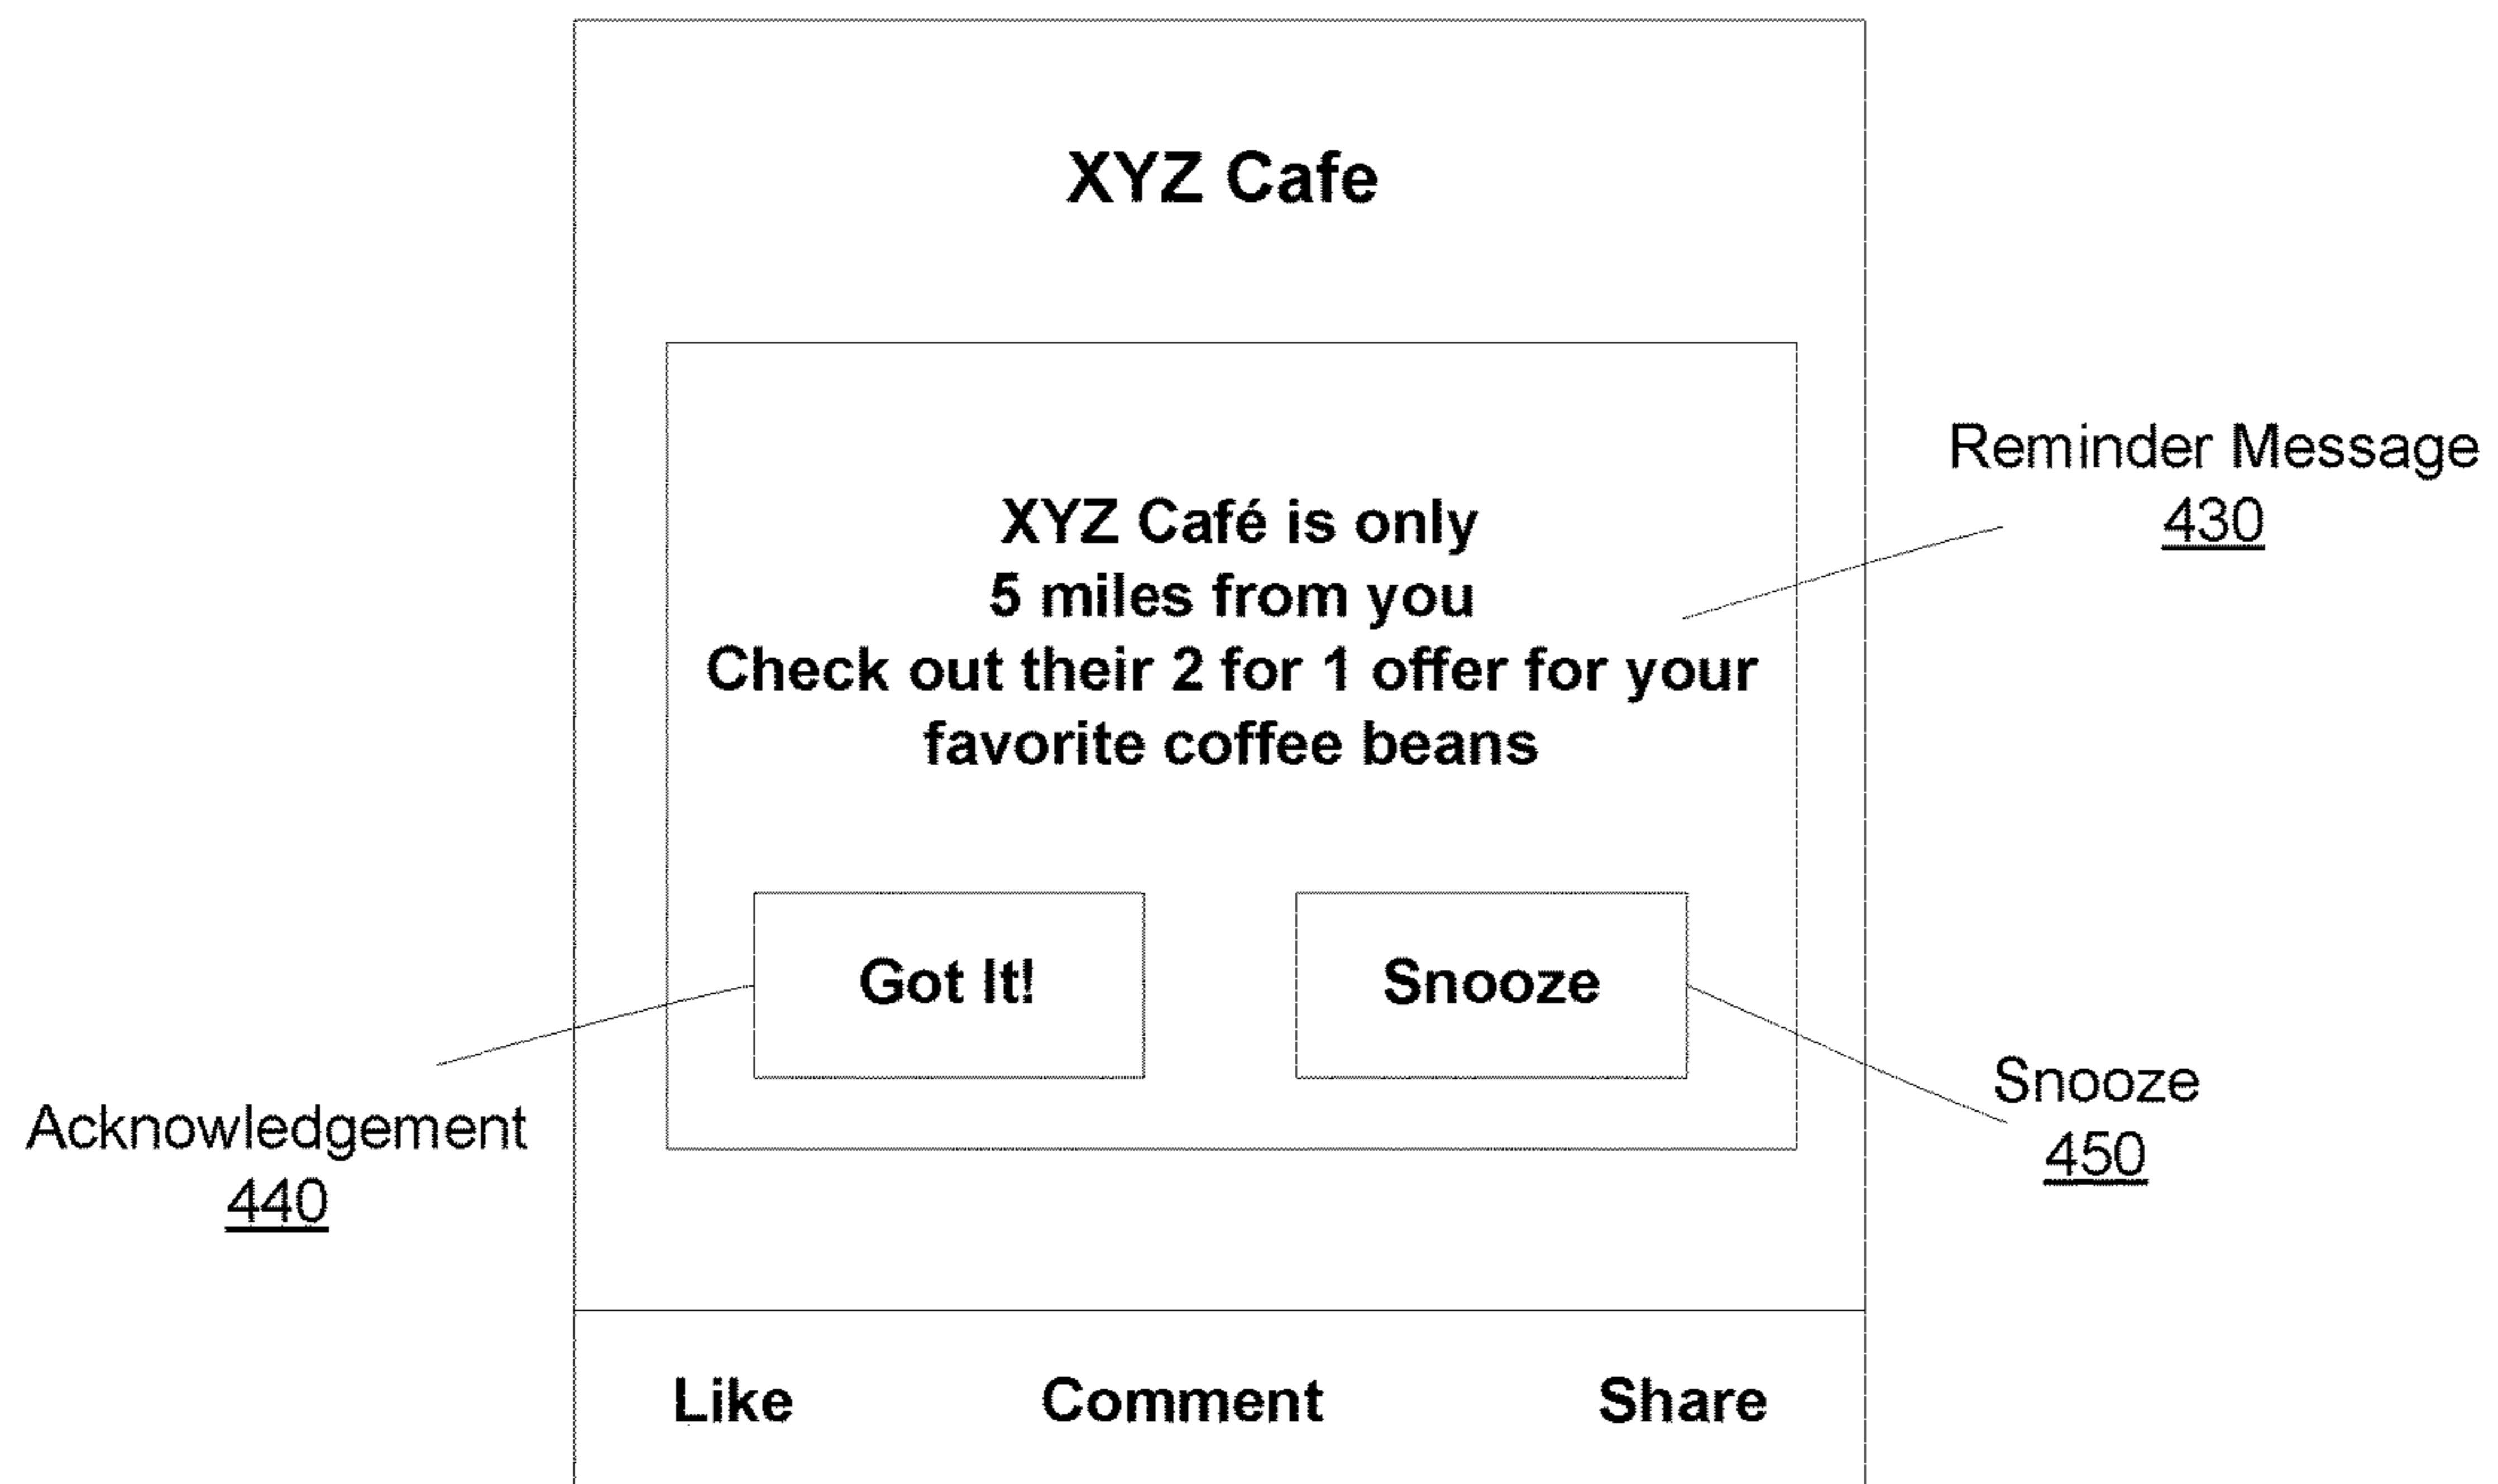 XYZ Cafe
Reminder Message
430
XYZ Café is only
5 miles from you
Check out their 2 for 1 offer for your
favorite coffee beans
Got It!
Snooze
Acknowledgement
440
Snooze
450
Like
Comment
Share